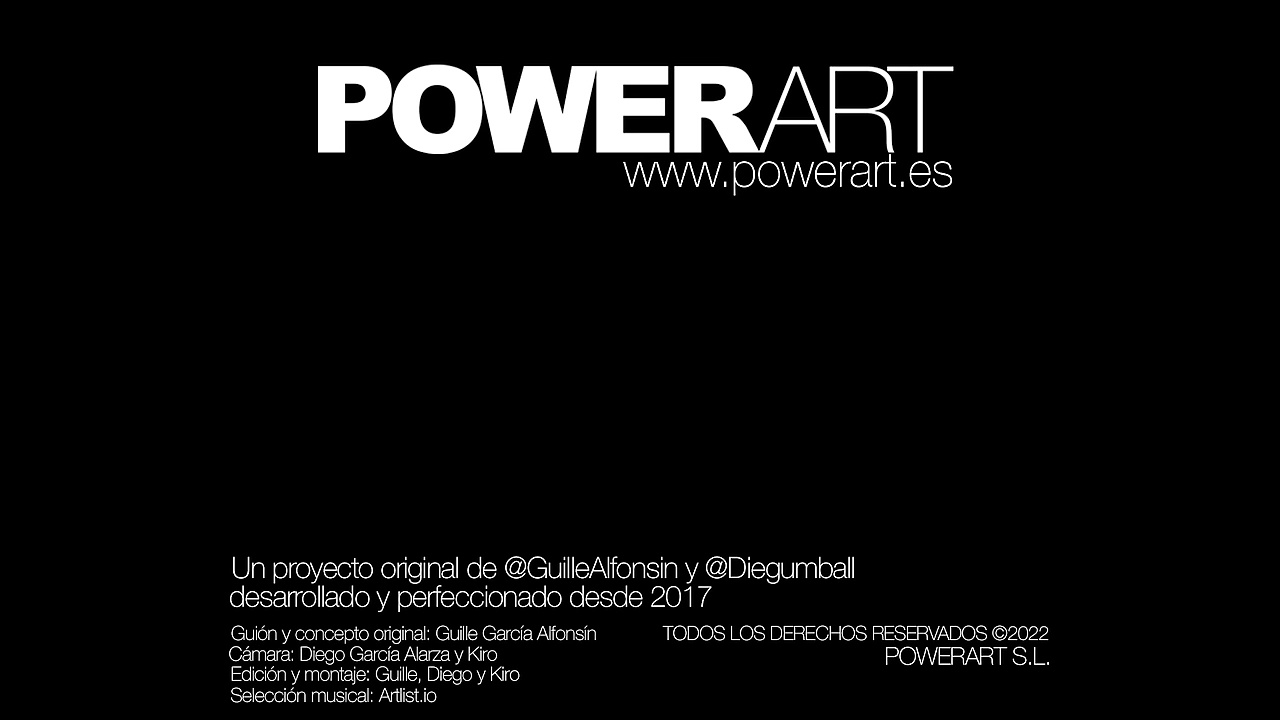 POWERART
www.powerart.es
Un proyecto original de @GuilleAlfonsin y @Diegumball
desarrollado y perfeccionado desde 2017
Guión y concepto original: Guille García Alfonsín
Cámara: Diego García Alarza y Kiro
Edición y montaje: Guille, Diego y Kiro
Selección musical: Artlist.io
TODOS LOS DERECHOS RESERVADOS ©2022
POWERART S.L.